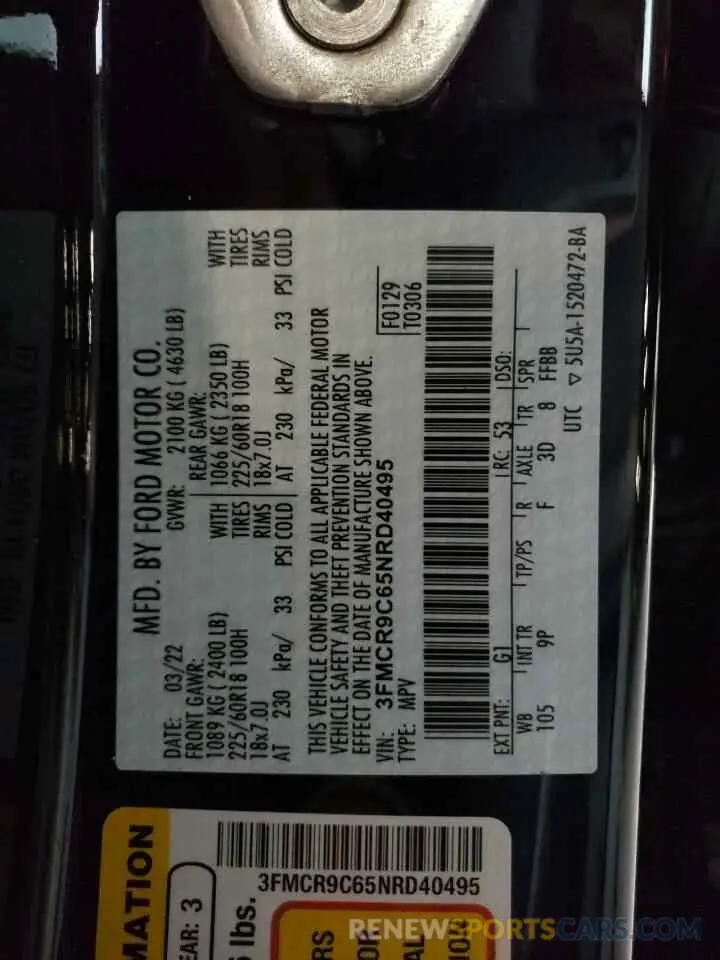 MFD. BY FORD MOTOR CO.
DATE: 03/22 GVWR: 2100 KG ( 4630 LB)
FRONT GAWR: REAR GAWR:
1089 KG ( 2400 LB) WITH 1066 KG ( 2350 LB) WITH
225/60R18 100H TIRES 225/60R18 100H TIRES
18x7.0J RIMS 18x7.0J RIMS
AT 230 kPa/ 33 PSI COLD AT 230 kPa/ 33 PSI COLD
THIS VEHICLE CONFORMS TO ALL APPLICABLE FEDERAL MOTOR
VEHICLE SAFETY AND THEFT PREVENTION STANDARDS IN
EFFECT ON THE DATE OF MANUFACTURE SHOWN ABOVE.
VIN: 3FMCR9C65NRD40495 F0129
TYPE: MPV T0306
EXT PNT: G1 RC: 53 DSO:
WB INT TR TP/PS R AXLE TR SPR
105 9P F 3D 8 FFBB
UTC ▽ 5U5A-1520472-BA
3FMCR9C65NRD40495
MATION
EAR: 3
lbs.
RENEWSPORTSCARS.COM